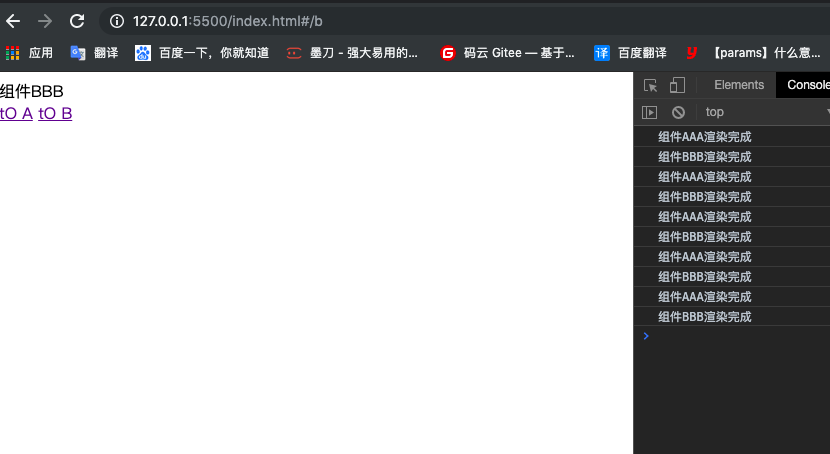 127.0.0.1:5500/index.html#/b
应用 翻译 百度一下，你就知道 墨刀 - 强大易用的... G 码云 Gitee — 基于... 译 百度翻译 y 【params】什么意...
组件BBB
tO A tO B
Elements Console
top
组件AAA渲染完成
组件BBB渲染完成
组件AAA渲染完成
组件BBB渲染完成
组件AAA渲染完成
组件BBB渲染完成
组件AAA渲染完成
组件BBB渲染完成
组件AAA渲染完成
组件BBB渲染完成